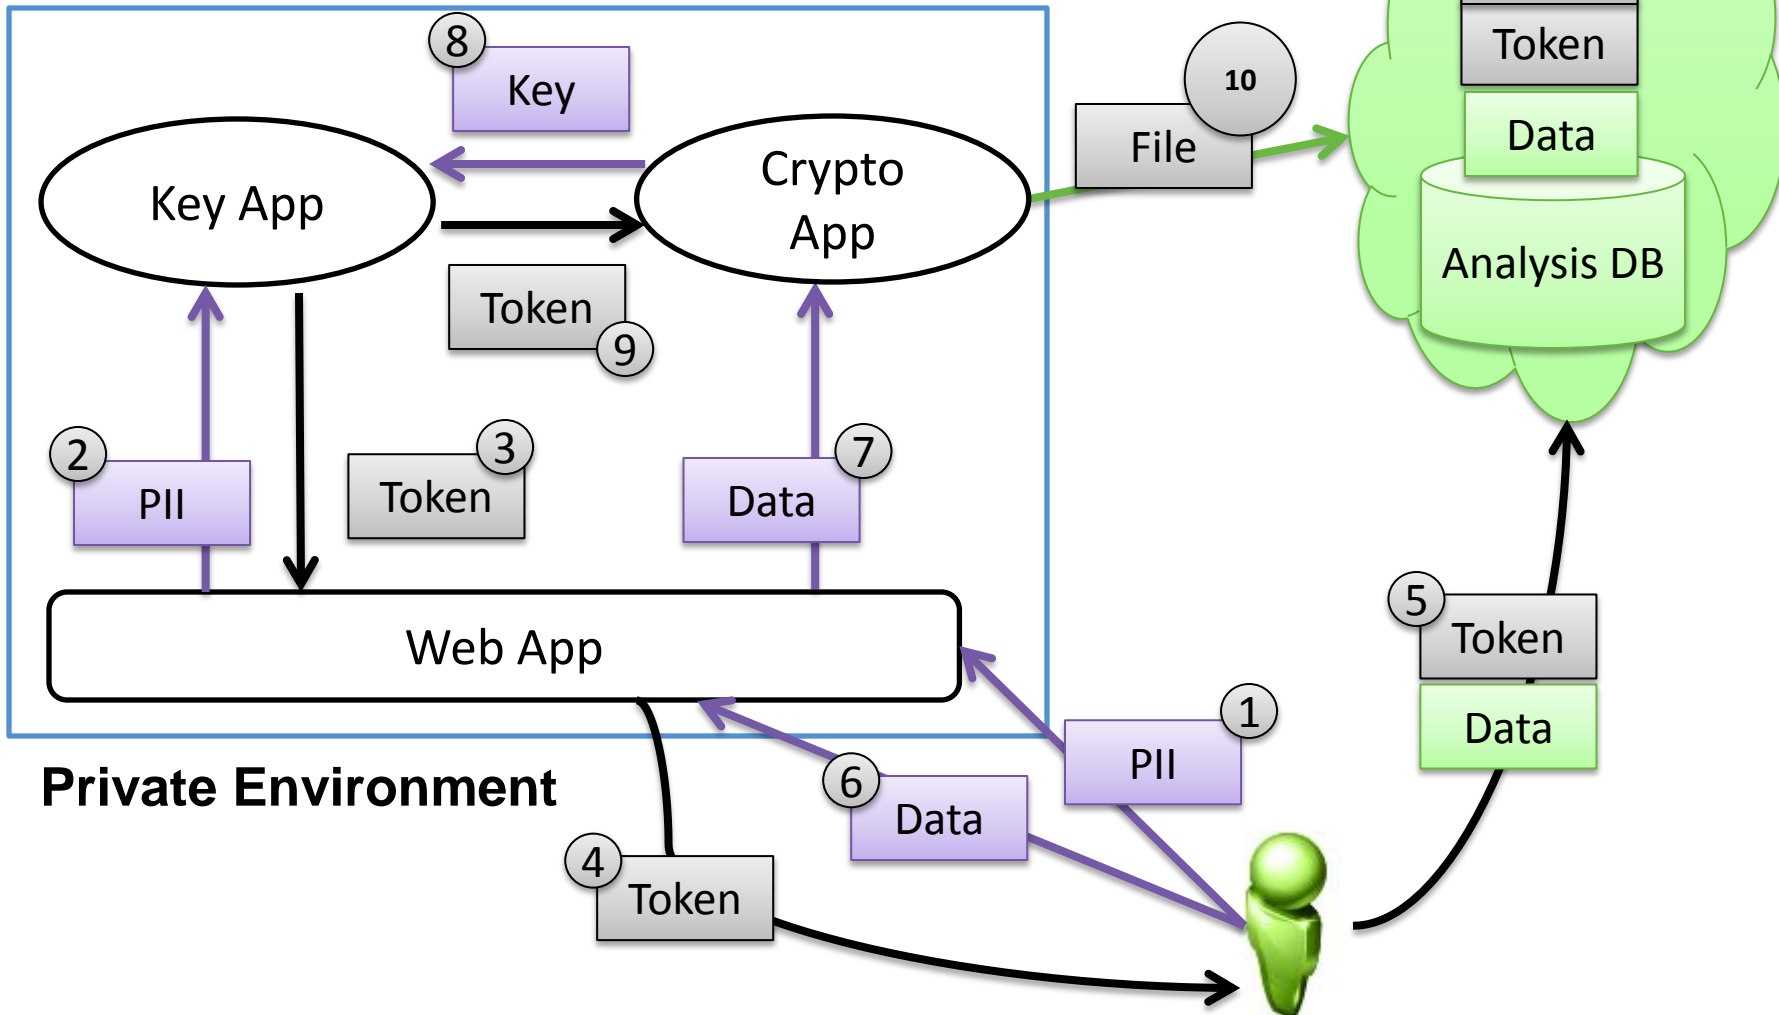 8
Key
10
File
Token
Data
Key App
Crypto
App
Analysis DB
Token
9
2
PII
3
Token
7
Data
5
Token
Data
Web App
1
PII
Private Environment
6
Data
4
Token